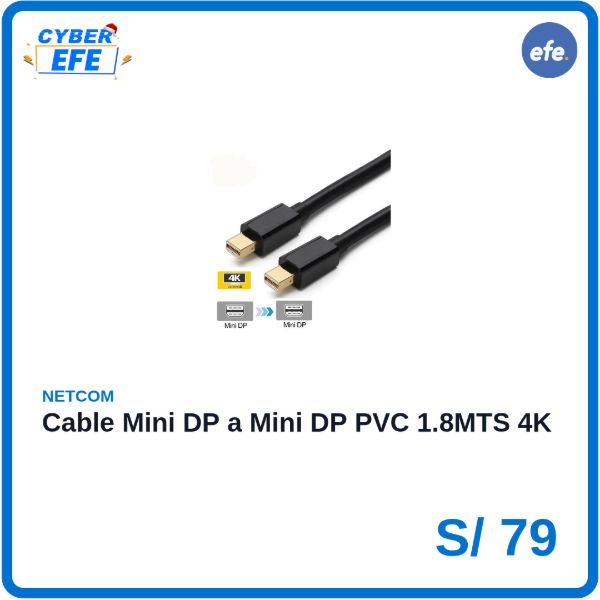 CYBER
EFE
efe.
4K
Mini DP
Mini DP
NETCOM
Cable Mini DP a Mini DP PVC 1.8MTS 4K
S/ 79